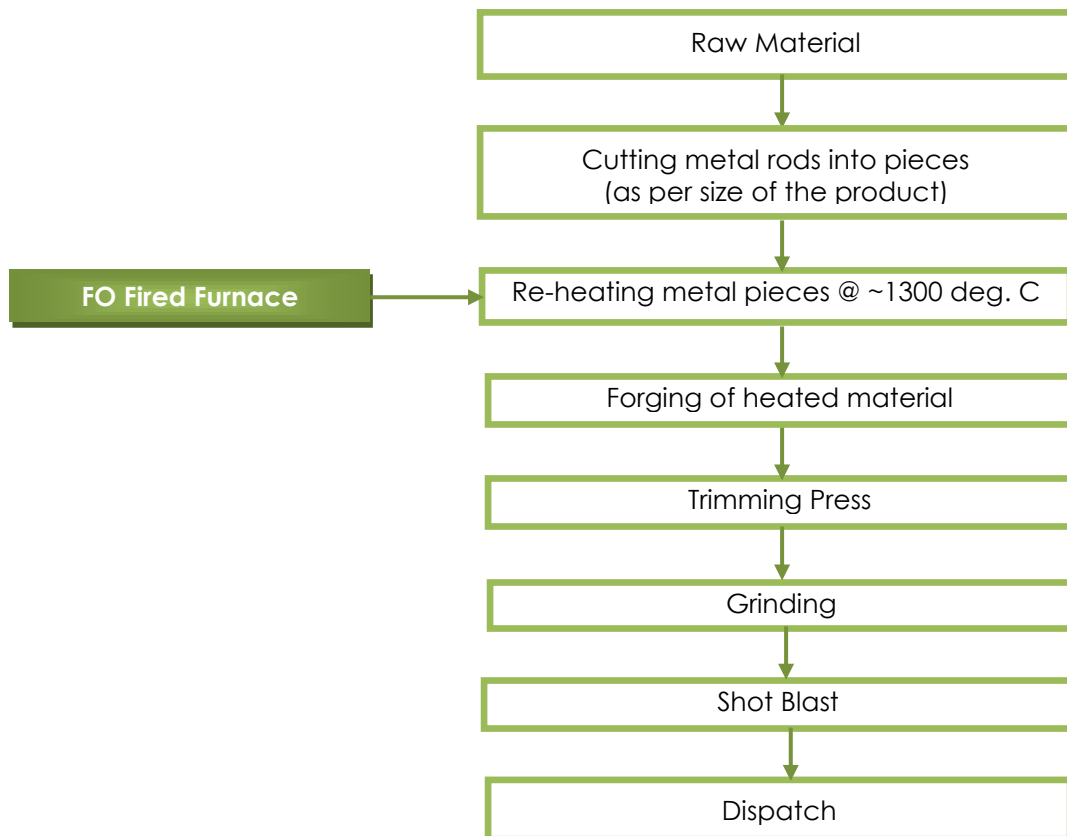 Raw Material
Cutting metal rods into pieces
(as per size of the product)
FO Fired Furnace
Re-heating metal pieces @ ~1300 deg. C
Forging of heated material
Trimming Press
Grinding
Shot Blast
Dispatch